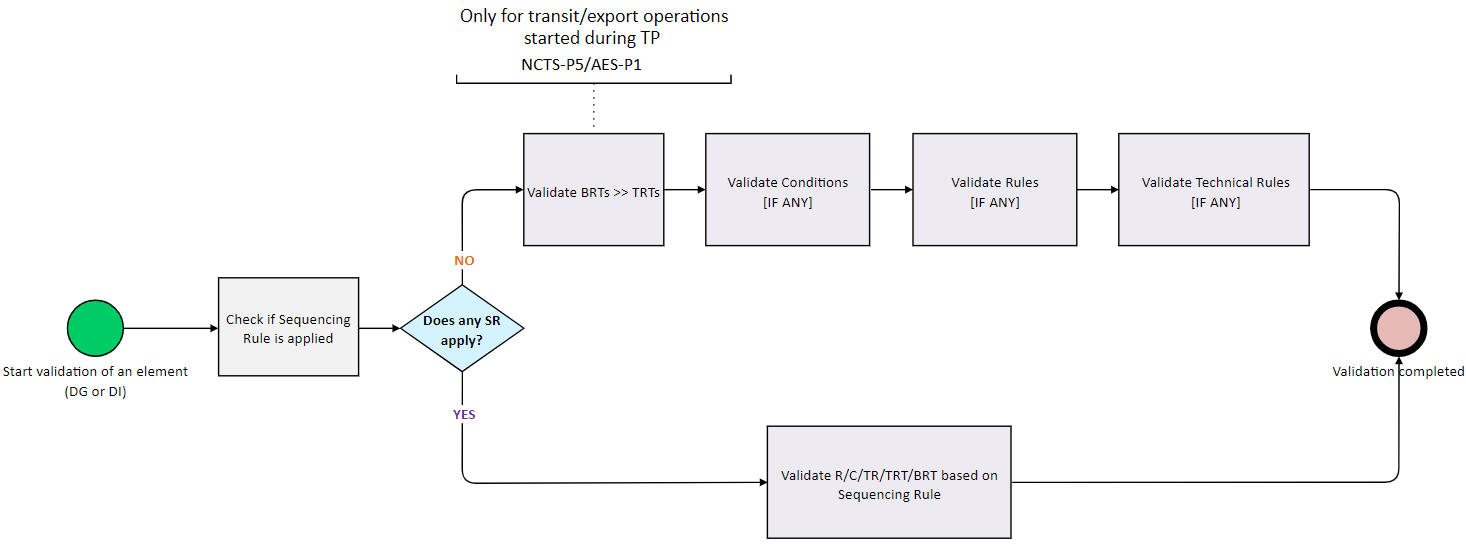 Only for transit/export operations
started during TP
NCTS-P5/AES-P1
Validate BRTs >> TRTs
Validate Conditions
[IF ANY]
Validate Rules
[IF ANY]
Validate Technical Rules
[IF ANY]
NO
Start validation of an element
(DG or DI)
Check if Sequencing
Rule is applied
Does any SR
apply?
Validation completed
YES
Validate R/C/TR/TRT/BRT based on
Sequencing Rule